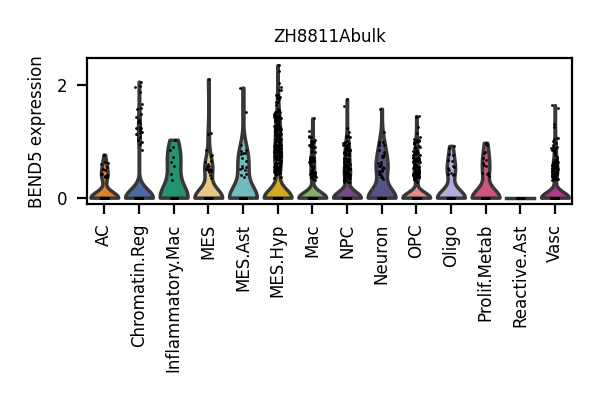 ZH8811Abulk
BEND5 expression
2
0
AC
Chromatin.Reg
Inflammatory.Mac
MES
MES.Ast
MES.Hyp
Mac
NPC
Neuron
OPC
Oligo
Prolif.Metab
Reactive.Ast
Vasc